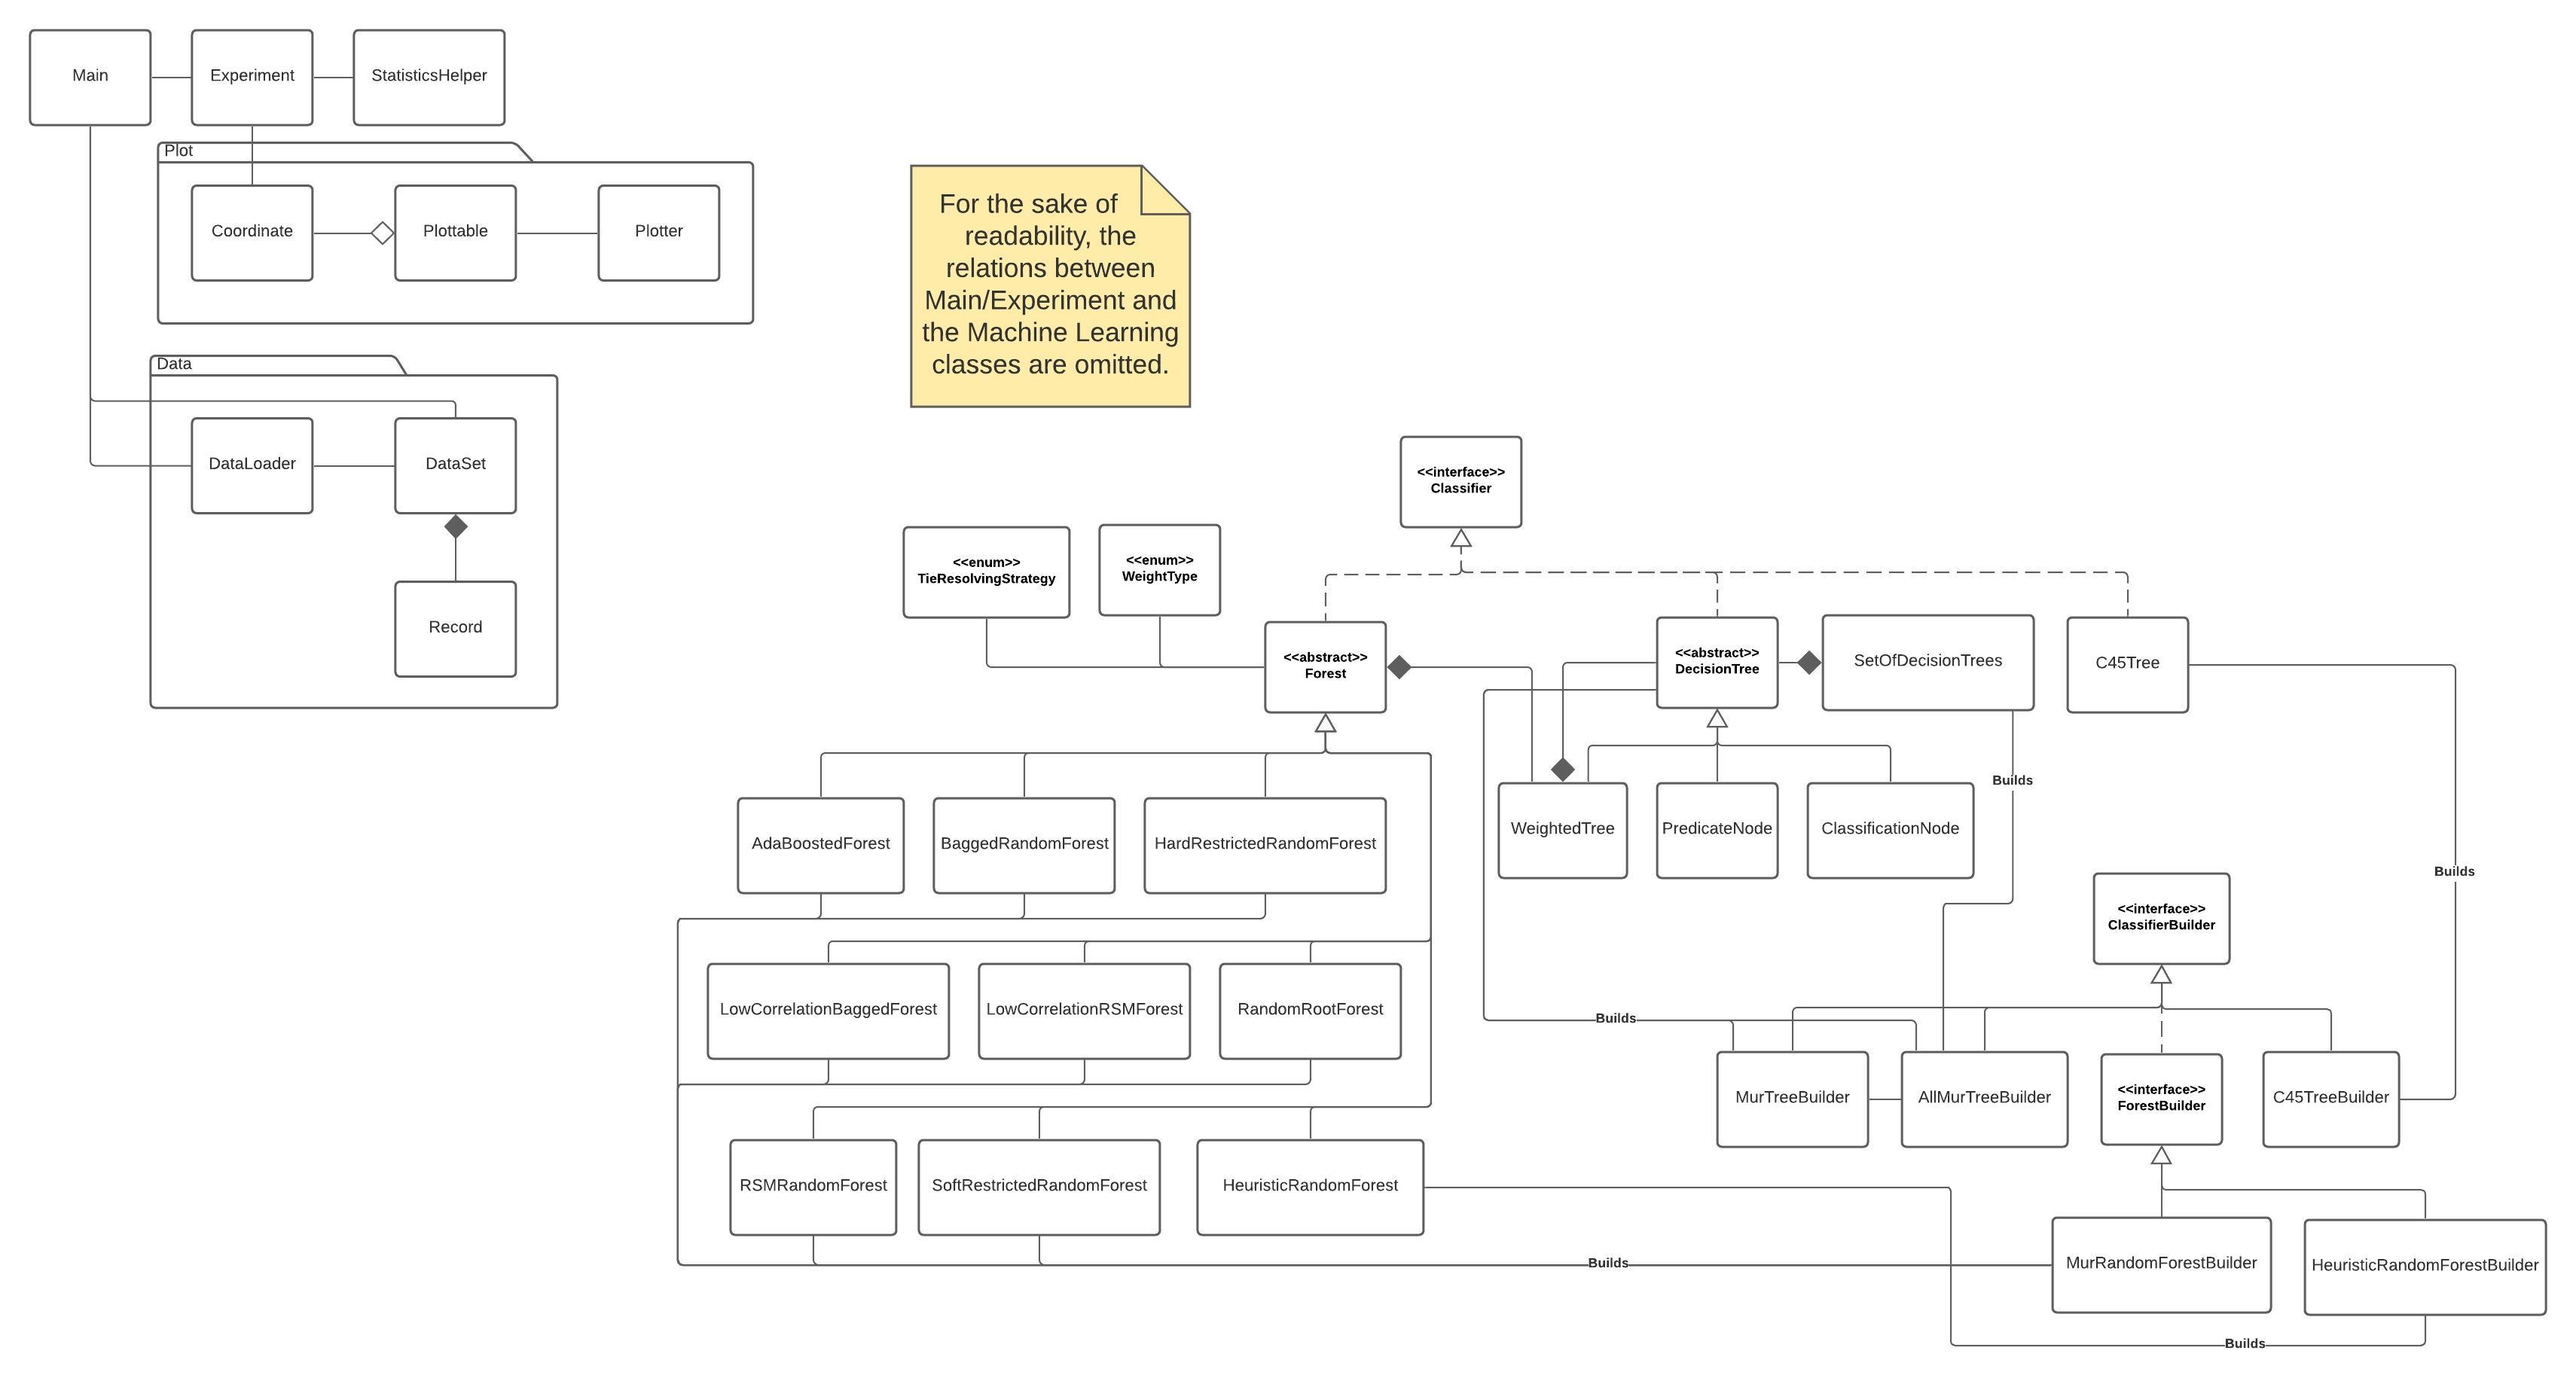 Main
Experiment
StatisticsHelper
Plot
Coordinate
Plottable
Plotter
For the sake of
readability, the
relations between
Main/Experiment and
the Machine Learning
classes are omitted.
Data
DataLoader
DataSet
Record
<<interface>>
Classifier
<<enum>>
TieResolvingStrategy
<<enum>>
WeightType
<<abstract>>
Forest
<<abstract>>
DecisionTree
SetOfDecisionTrees
C45Tree
Builds
AdaBoostedForest
BaggedRandomForest
HardRestrictedRandomForest
WeightedTree
PredicateNode
ClassificationNode
Builds
<<interface>>
ClassifierBuilder
LowCorrelationBaggedForest
LowCorrelationRSMForest
RandomRootForest
Builds
MurTreeBuilder
AllMurTreeBuilder
<<interface>>
ForestBuilder
C45TreeBuilder
RSMRandomForest
SoftRestrictedRandomForest
HeuristicRandomForest
Builds
MurRandomForestBuilder
HeuristicRandomForestBuilder
Builds